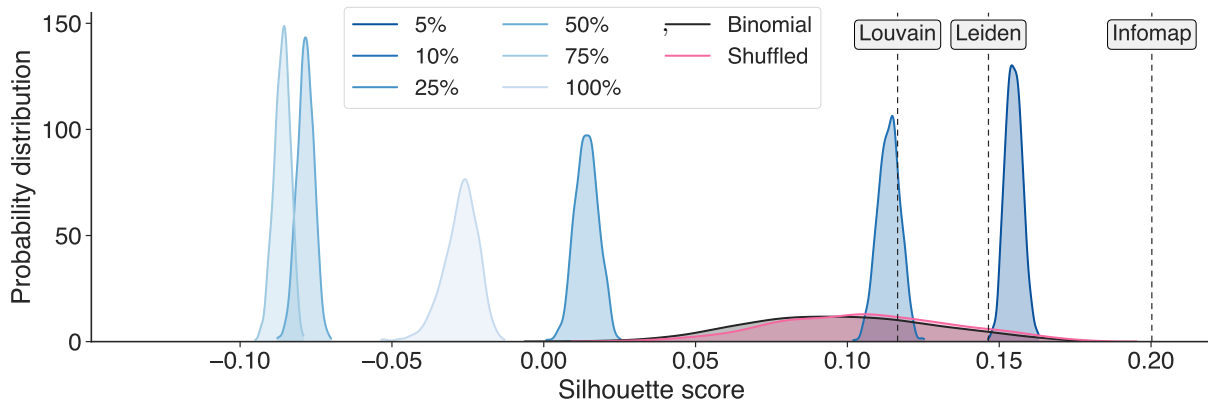 150
100
50
0
Probability distribution
5%
10%
25%
50%
75%
100%
,
Binomial
Shuffled
Louvain
Leiden
Infomap
−0.10
−0.05
0.00
0.05
0.10
0.15
0.20
Silhouette score